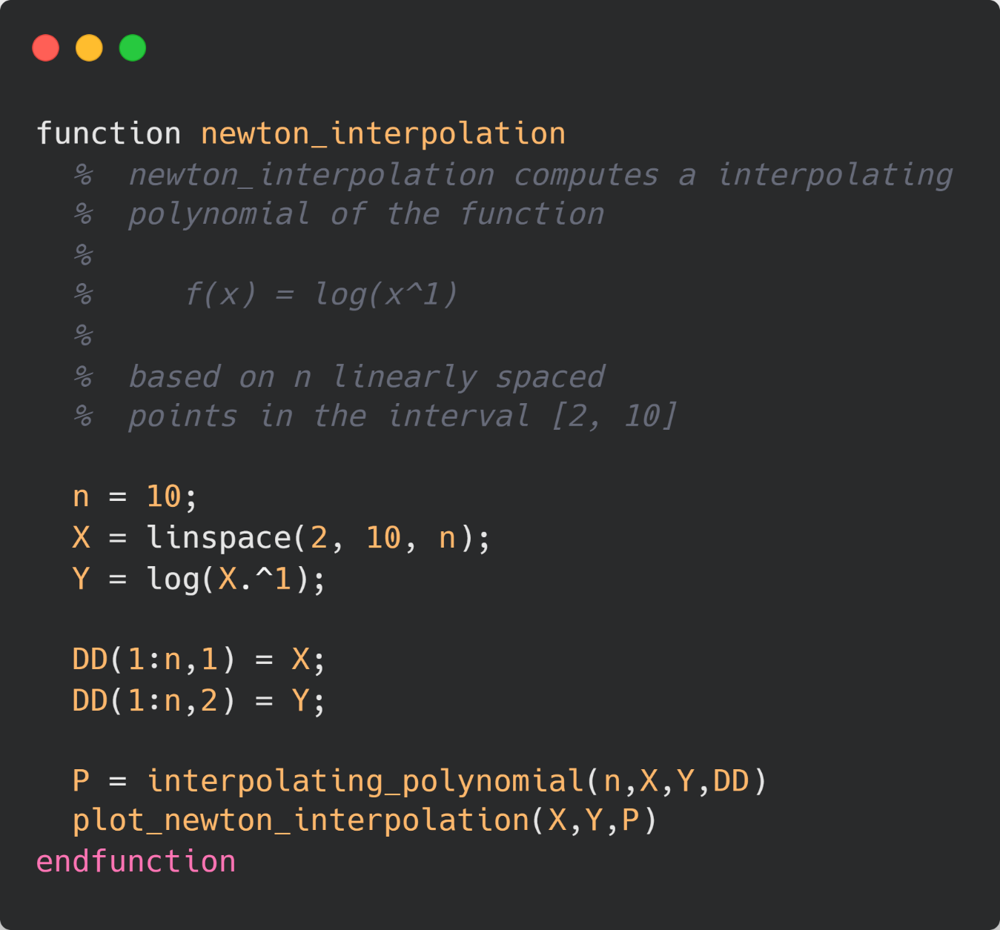 function newton_interpolation
  %  newton_interpolation computes a interpolating
  %  polynomial of the function
  %
  %     f(x) = log(x^1)
  %
  %  based on n linearly spaced
  %  points in the interval [2, 10]

  n = 10;
  X = linspace(2, 10, n);
  Y = log(X.^1);

  DD(1:n,1) = X;
  DD(1:n,2) = Y;

  P = interpolating_polynomial(n,X,Y,DD)
  plot_newton_interpolation(X,Y,P)
endfunction